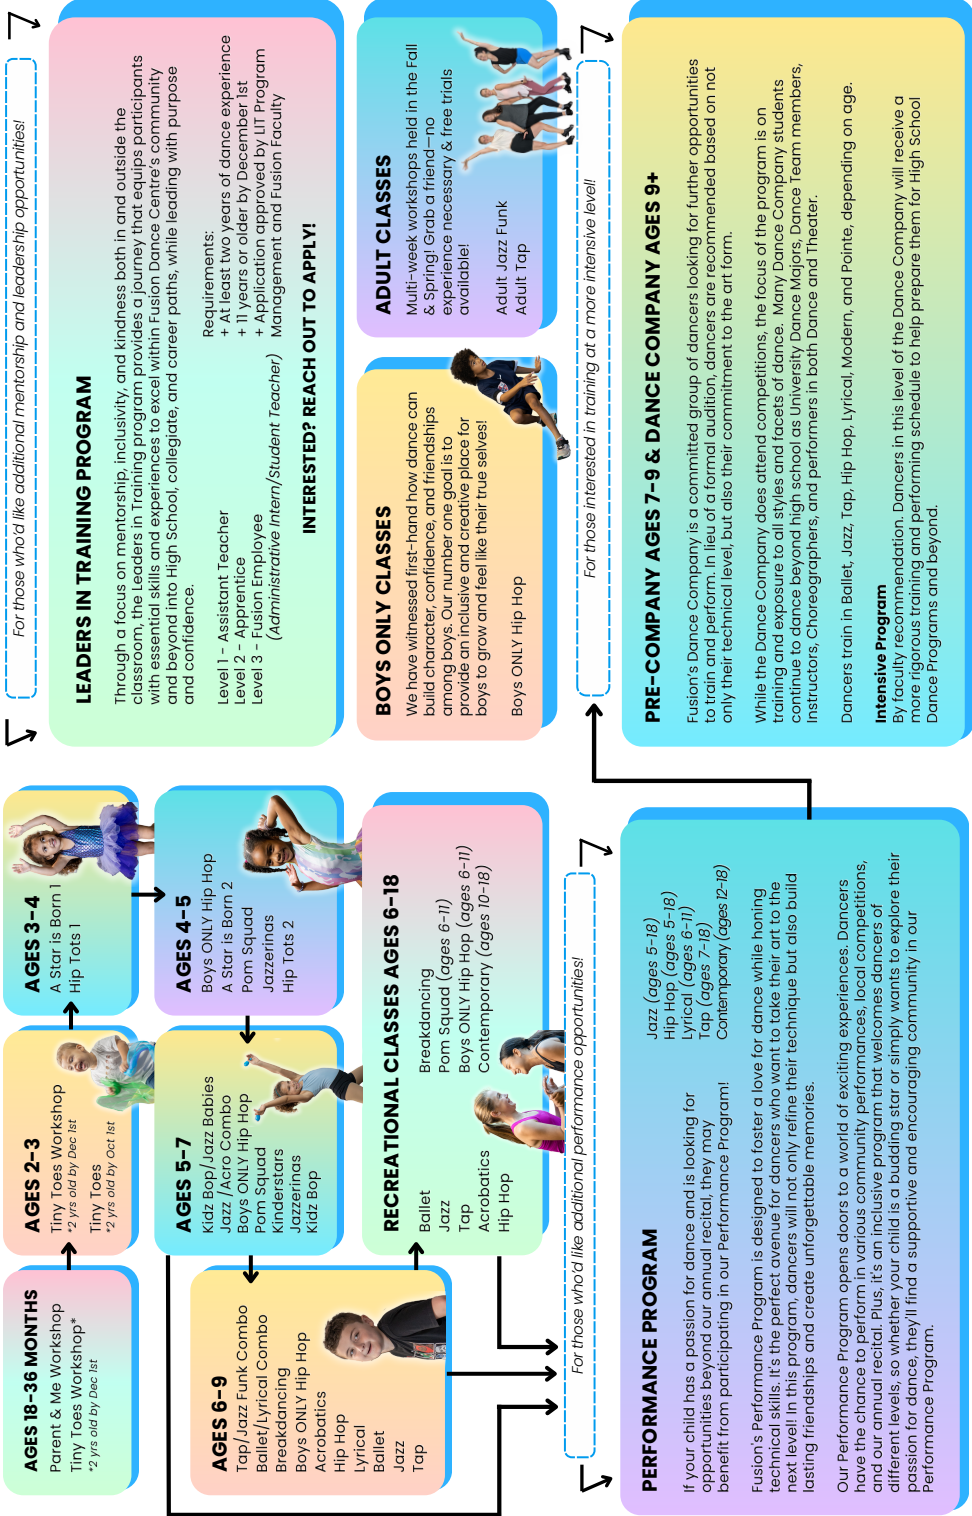 AGES 18-36 MONTHS
Parent & Me Workshop
Tiny Toes Workshop*
*2 yrs old by Dec 1st
AGES 2-3
Tiny Toes Workshop
*2 yrs old by Dec 1st
Tiny Toes
*2 yrs old by Oct 1st
AGES 3-4
A Star is Born 1
Hip Tots 1
AGES 4-5
Boys ONLY Hip Hop
A Star is Born 2
Pom Squad
Jazzerinas
Hip Tots 2
AGES 5-7
Kidz Bop/Jazz Babies
Jazz /Acro Combo
Boys ONLY Hip Hop
Pom Squad
Kinderstars
Jazzerinas
Kidz Bop
AGES 6-9
Tap/Jazz Funk Combo
Ballet/Lyrical Combo
Breakdancing
Boys ONLY Hip Hop
Acrobatics
Hip Hop
Lyrical
Ballet
Jazz
Tap
RECREATIONAL CLASSES AGES 6-18
Ballet
Jazz
Tap
Acrobatics
Hip Hop
Breakdancing
Pom Squad (ages 6-11)
Boys ONLY Hip Hop (ages 6-11)
Contemporary (ages 10-18)
For those who'd like additional performance opportunities!
PERFORMANCE PROGRAM
If your child has a passion for dance and is looking for
opportunities beyond our annual recital, they may
benefit from participating in our Performance Program!
Jazz (ages 5-18)
Hip Hop (ages 5-18)
Lyrical (ages 6-11)
Tap (ages 7-18)
Contemporary (ages 12-18)
Fusion's Performance Program is designed to foster a love for dance while honing
technical skills. It's the perfect avenue for dancers who want to take their art to the
next level! In this program, dancers will not only refine their technique but also build
lasting friendships and create unforgettable memories.
Our Performance Program opens doors to a world of exciting experiences. Dancers
have the chance to perform in various community performances, local competitions,
and our annual recital. Plus, it's an inclusive program that welcomes dancers of
different levels, so whether your child is a budding star or simply wants to explore their
passion for dance, they'll find a supportive and encouraging community in our
Performance Program.
For those who'd like additional mentorship and leadership opportunities!
LEADERS IN TRAINING PROGRAM
Through a focus on mentorship, inclusivity, and kindness both in and outside the
classroom, the Leaders in Training program provides a journey that equips participants
with essential skills and experiences to excel within Fusion Dance Centre's community
and beyond into High School, collegiate, and career paths, while leading with purpose
and confidence.
Level 1 - Assistant Teacher
Level 2 - Apprentice
Level 3 - Fusion Employee
(Administrative Intern/Student Teacher)
Requirements:
+ At least two years of dance experience
+ 11 years or older by December 1st
+ Application approved by LIT Program
Management and Fusion Faculty
INTERESTED? REACH OUT TO APPLY!
BOYS ONLY CLASSES
We have witnessed first-hand how dance can
build character, confidence, and friendships
among boys. Our number one goal is to
provide an inclusive and creative place for
boys to grow and feel like their true selves!
Boys ONLY Hip Hop
ADULT CLASSES
Multi-week workshops held in the Fall
& Spring! Grab a friend—no
experience necessary & free trials
available!
Adult Jazz Funk
Adult Tap
For those interested in training at a more intensive level!
PRE-COMPANY AGES 7-9 & DANCE COMPANY AGES 9+
Fusion's Dance Company is a committed group of dancers looking for further opportunities
to train and perform. In lieu of a formal audition, dancers are recommended based on not
only their technical level, but also their commitment to the art form.
While the Dance Company does attend competitions, the focus of the program is on
training and exposure to all styles and facets of dance. Many Dance Company students
continue to dance beyond high school as University Dance Majors, Dance Team members,
Instructors, Choreographers, and performers in both Dance and Theater.
Dancers train in Ballet, Jazz, Tap, Hip Hop, Lyrical, Modern, and Pointe, depending on age.
Intensive Program
By faculty recommendation. Dancers in this level of the Dance Company will receive a
more rigorous training and performing schedule to help prepare them for High School
Dance Programs and beyond.